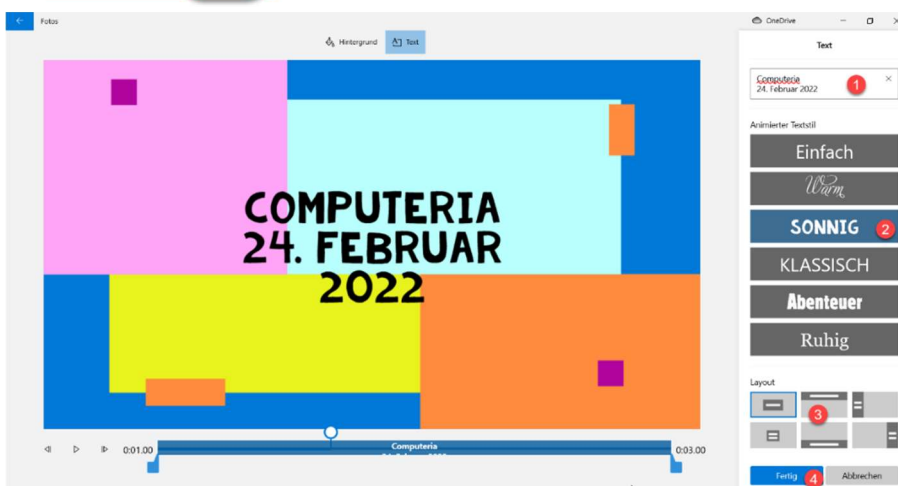 Fotos
OneDrive
Hintergrund
Text
Text
Computeria
24. Februar 2022
1
Animierter Textstil
Einfach
Warm
SONNIG
2
KLASSISCH
Abenteuer
Ruhig
COMPUTERIA
24. FEBRUAR
2022
Layout
3
0:01.00
Computeria
0:03.00
Fertig
4
Abbrechen